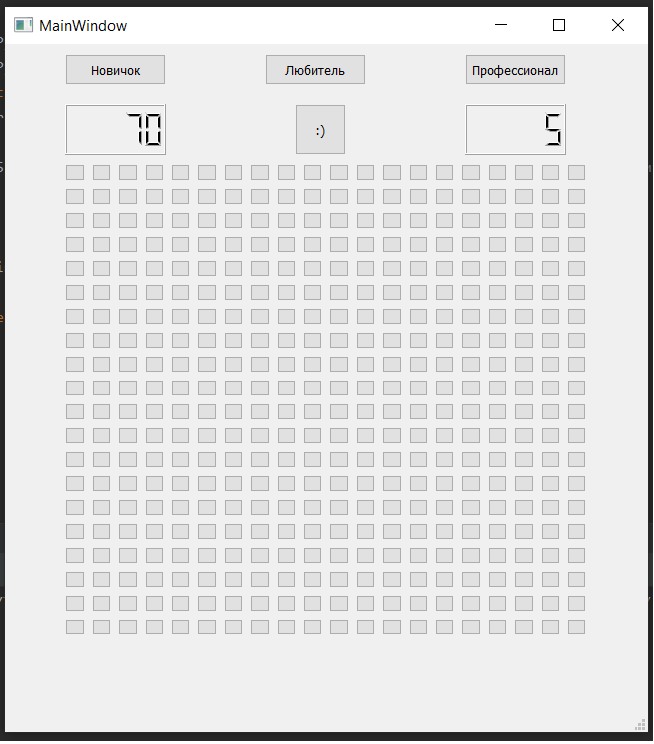 MainWindow
Новичок
Любитель
Профессионал
70
:)
5